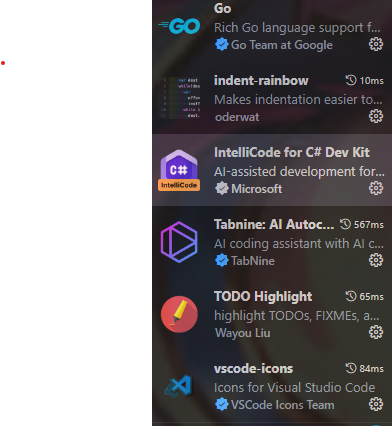 Go
Rich Go language support f...
Go Team at Google
indent-rainbow 10ms
Makes indentation easier to...
oderwat
IntelliCode for C# Dev Kit
AI-assisted development for...
Microsoft
C#
IntelliCode
Tabnine: AI Autoc... 567ms
AI coding assistant with AI c...
TabNine
TODO Highlight 65ms
highlight TODOs, FIXMEs, a...
Wayou Liu
vscode-icons 84ms
Icons for Visual Studio Code
VSCode Icons Team